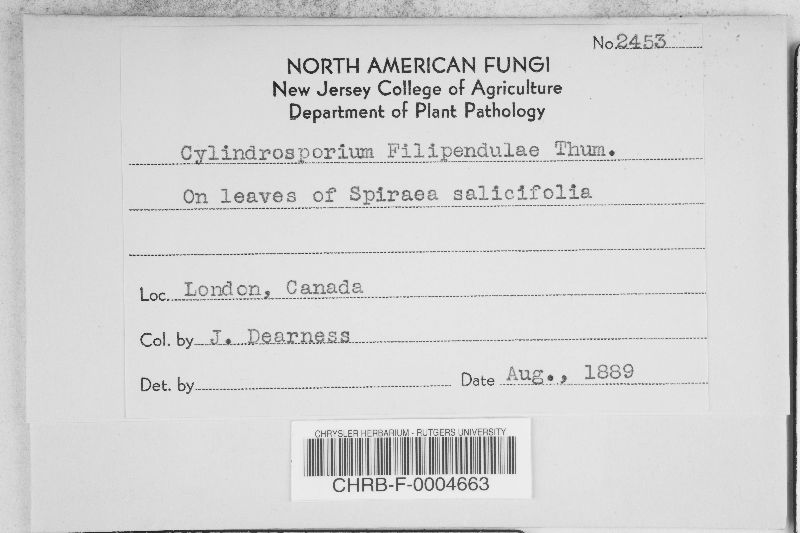 No. 2453
NORTH AMERICAN FUNGI
New Jersey College of Agriculture
Department of Plant Pathology
Cylindrosporium Filipendulae Thum.
On leaves of Spiraea salicifolia
Loc. London, Canada
Col. by J. Dearness
Det. by Date Aug., 1889
CHRYSLER HERBARIUM - RUTGERS UNIVERSITY
CHRB-F-0004663